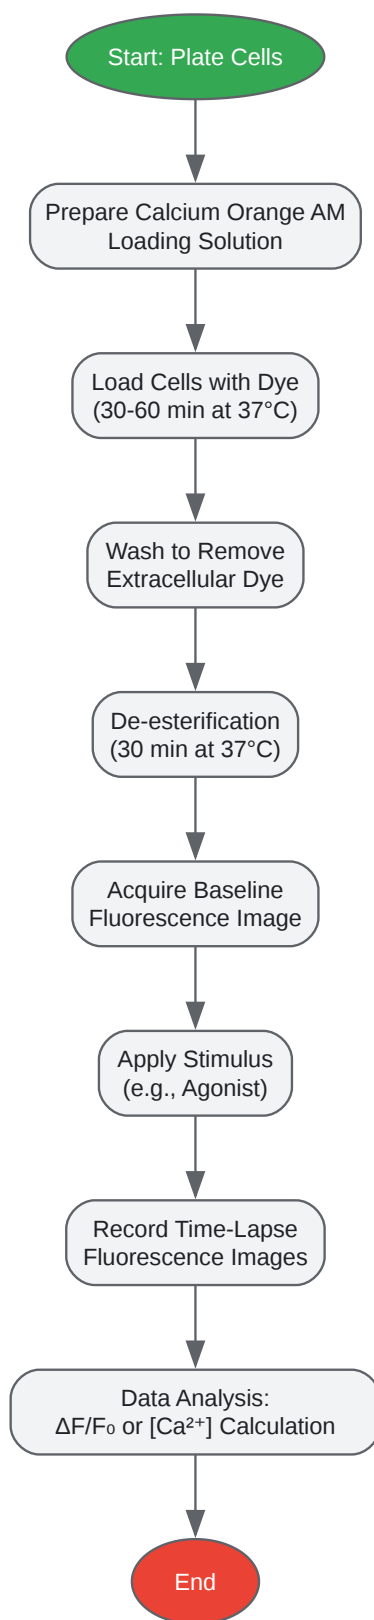 Start: Plate Cells
Prepare Calcium Orange AM
Loading Solution
Load Cells with Dye
(30-60 min at 37°C)
Wash to Remove
Extracellular Dye
De-esterification
(30 min at 37°C)
Acquire Baseline
Fluorescence Image
Apply Stimulus
(e.g., Agonist)
Record Time-Lapse
Fluorescence Images
Data Analysis:
ΔF/F₀ or [Ca²⁺] Calculation
End